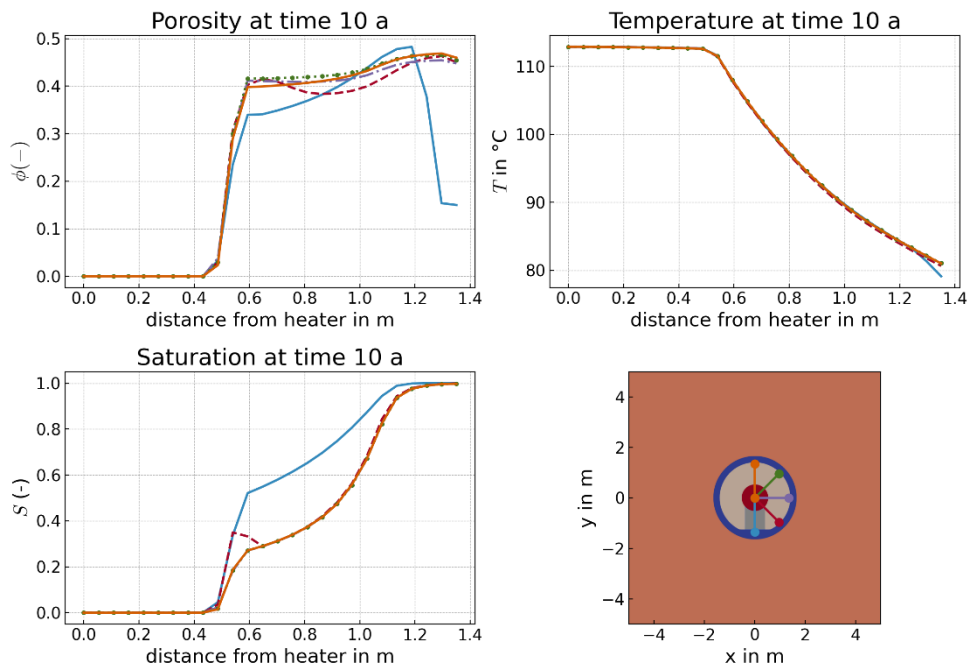 Porosity at time 10 a
0.5
0.4
0.3
0.2
0.1
0.0
ϕ(−)
0.0 0.2 0.4 0.6 0.8 1.0 1.2 1.4
distance from heater in m
Temperature at time 10 a
110
100
90
80
T in °C
0.0 0.2 0.4 0.6 0.8 1.0 1.2 1.4
distance from heater in m
Saturation at time 10 a
1.0
0.8
0.6
0.4
0.2
0.0
S (-)
0.0 0.2 0.4 0.6 0.8 1.0 1.2 1.4
distance from heater in m
4
2
0
−2
−4
y in m
−4 −2 0 2 4
x in m